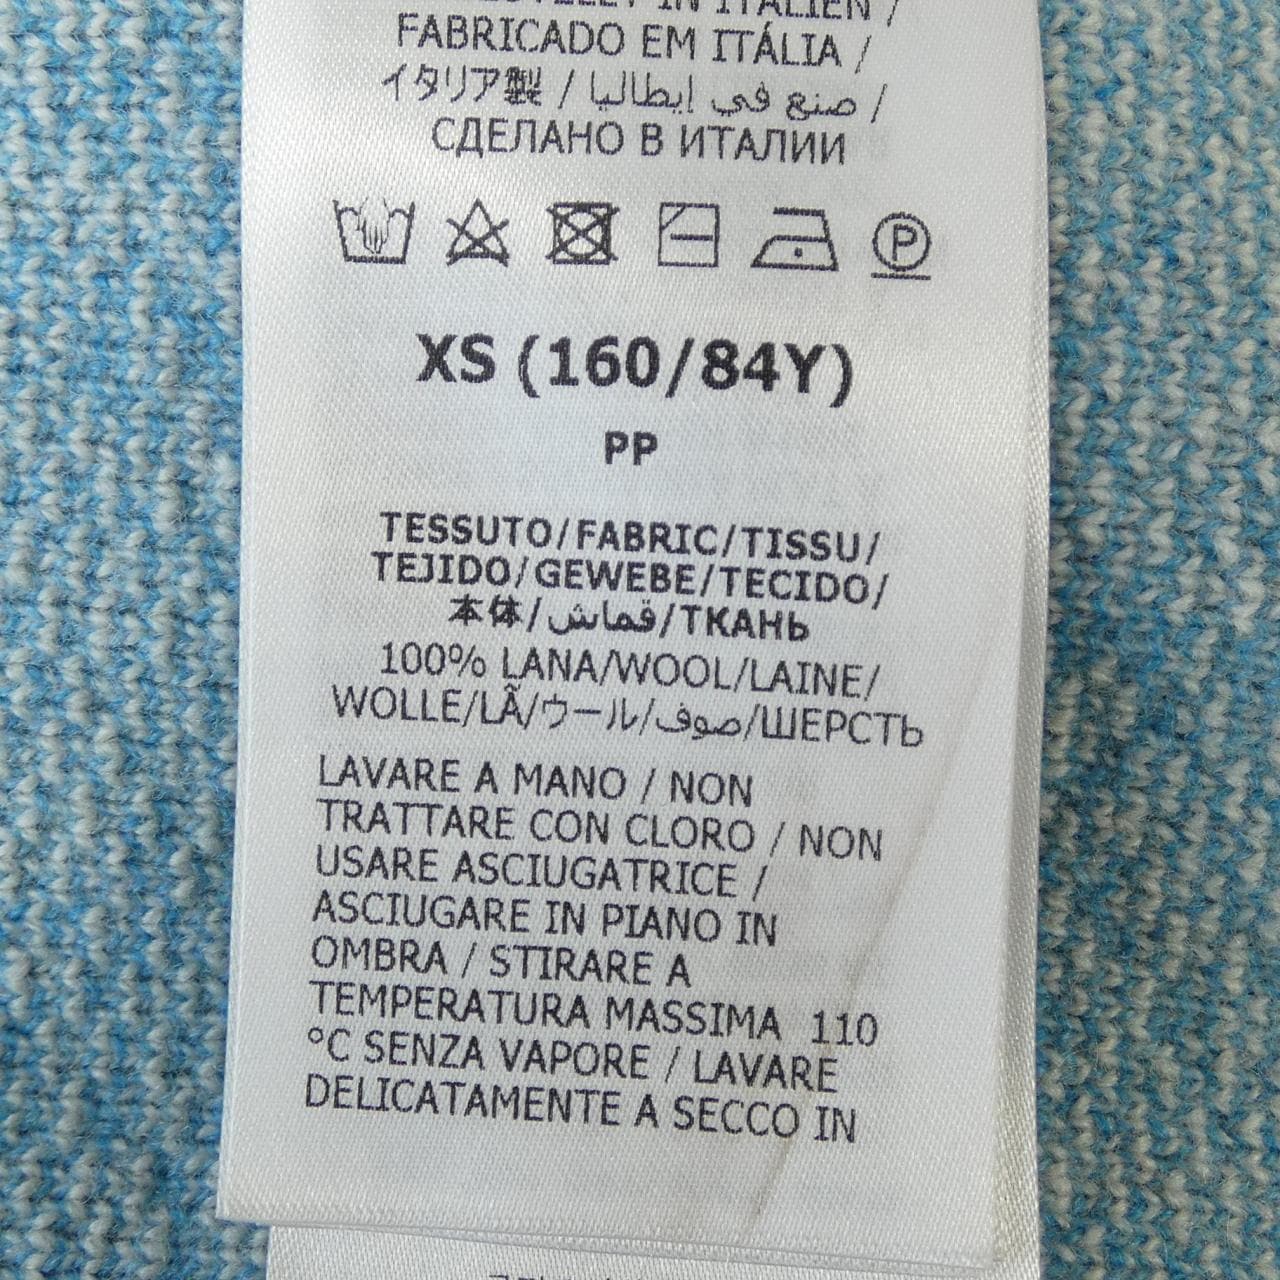 IN ITALIEN /
FABRICADO EM ITÁLIA /
イタリア製 / صنع في إيطاليا /
СДЕЛАНО В ИТАЛИИ
P
XS (160/84Y)
PP
TESSUTO/FABRIC/TISSU/
TEJIDO/GEWEBE/TECIDO/
本体/قماش/ТКАНЬ
100% LANA/WOOL/LAINE/
WOLLE/LÃ/ウール/صوف/ШЕРСТЬ
LAVARE A MANO / NON
TRATTARE CON CLORO / NON
USARE ASCIUGATRICE /
ASCIUGARE IN PIANO IN
OMBRA / STIRARE A
TEMPERATURA MASSIMA 110
°C SENZA VAPORE / LAVARE
DELICATAMENTE A SECCO IN